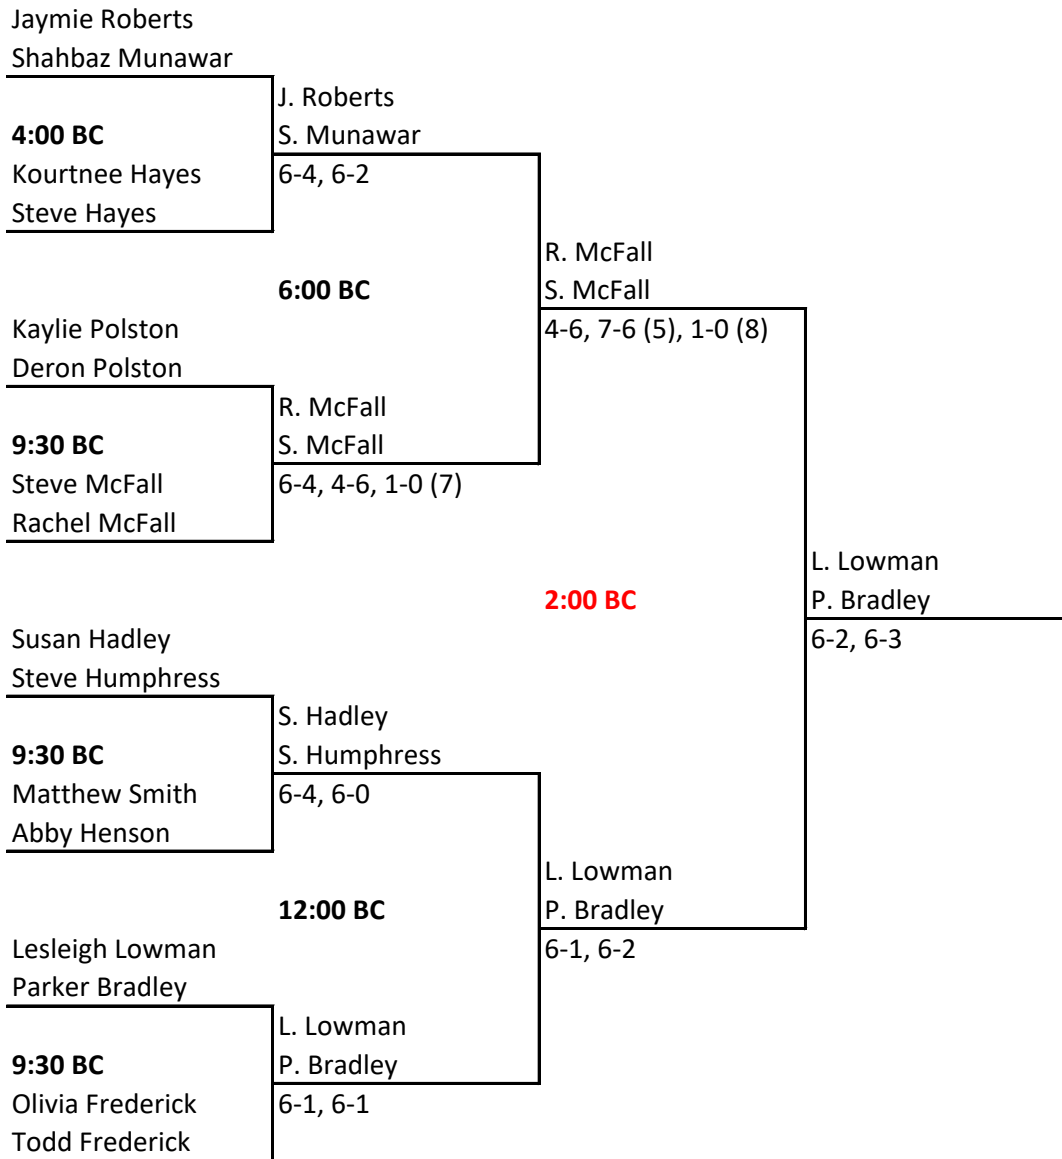 Jaymie Roberts
Shahbaz Munawar
J. Roberts
4:00 BC
S. Munawar
Kourtnee Hayes
6-4, 6-2
Steve Hayes
R. McFall
6:00 BC
S. McFall
Kaylie Polston
4-6, 7-6 (5), 1-0 (8)
Deron Polston
R. McFall
9:30 BC
S. McFall
Steve McFall
6-4, 4-6, 1-0 (7)
Rachel McFall
L. Lowman
2:00 BC
P. Bradley
Susan Hadley
6-2, 6-3
Steve Humphress
S. Hadley
9:30 BC
S. Humphress
Matthew Smith
6-4, 6-0
Abby Henson
L. Lowman
12:00 BC
P. Bradley
Lesleigh Lowman
6-1, 6-2
Parker Bradley
L. Lowman
9:30 BC
P. Bradley
Olivia Frederick
6-1, 6-1
Todd Frederick